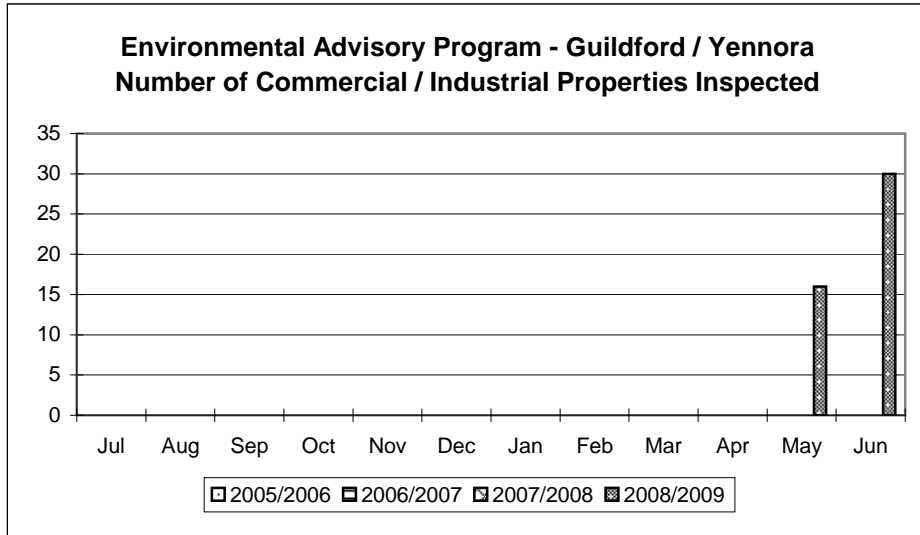 Environmental Advisory Program - Guildford / Yennora
Number of Commercial / Industrial Properties Inspected
35
30
25
20
15
10
5
0
Jul Aug Sep Oct Nov Dec Jan Feb Mar Apr May Jun
2005/2006 2006/2007 2007/2008 2008/2009